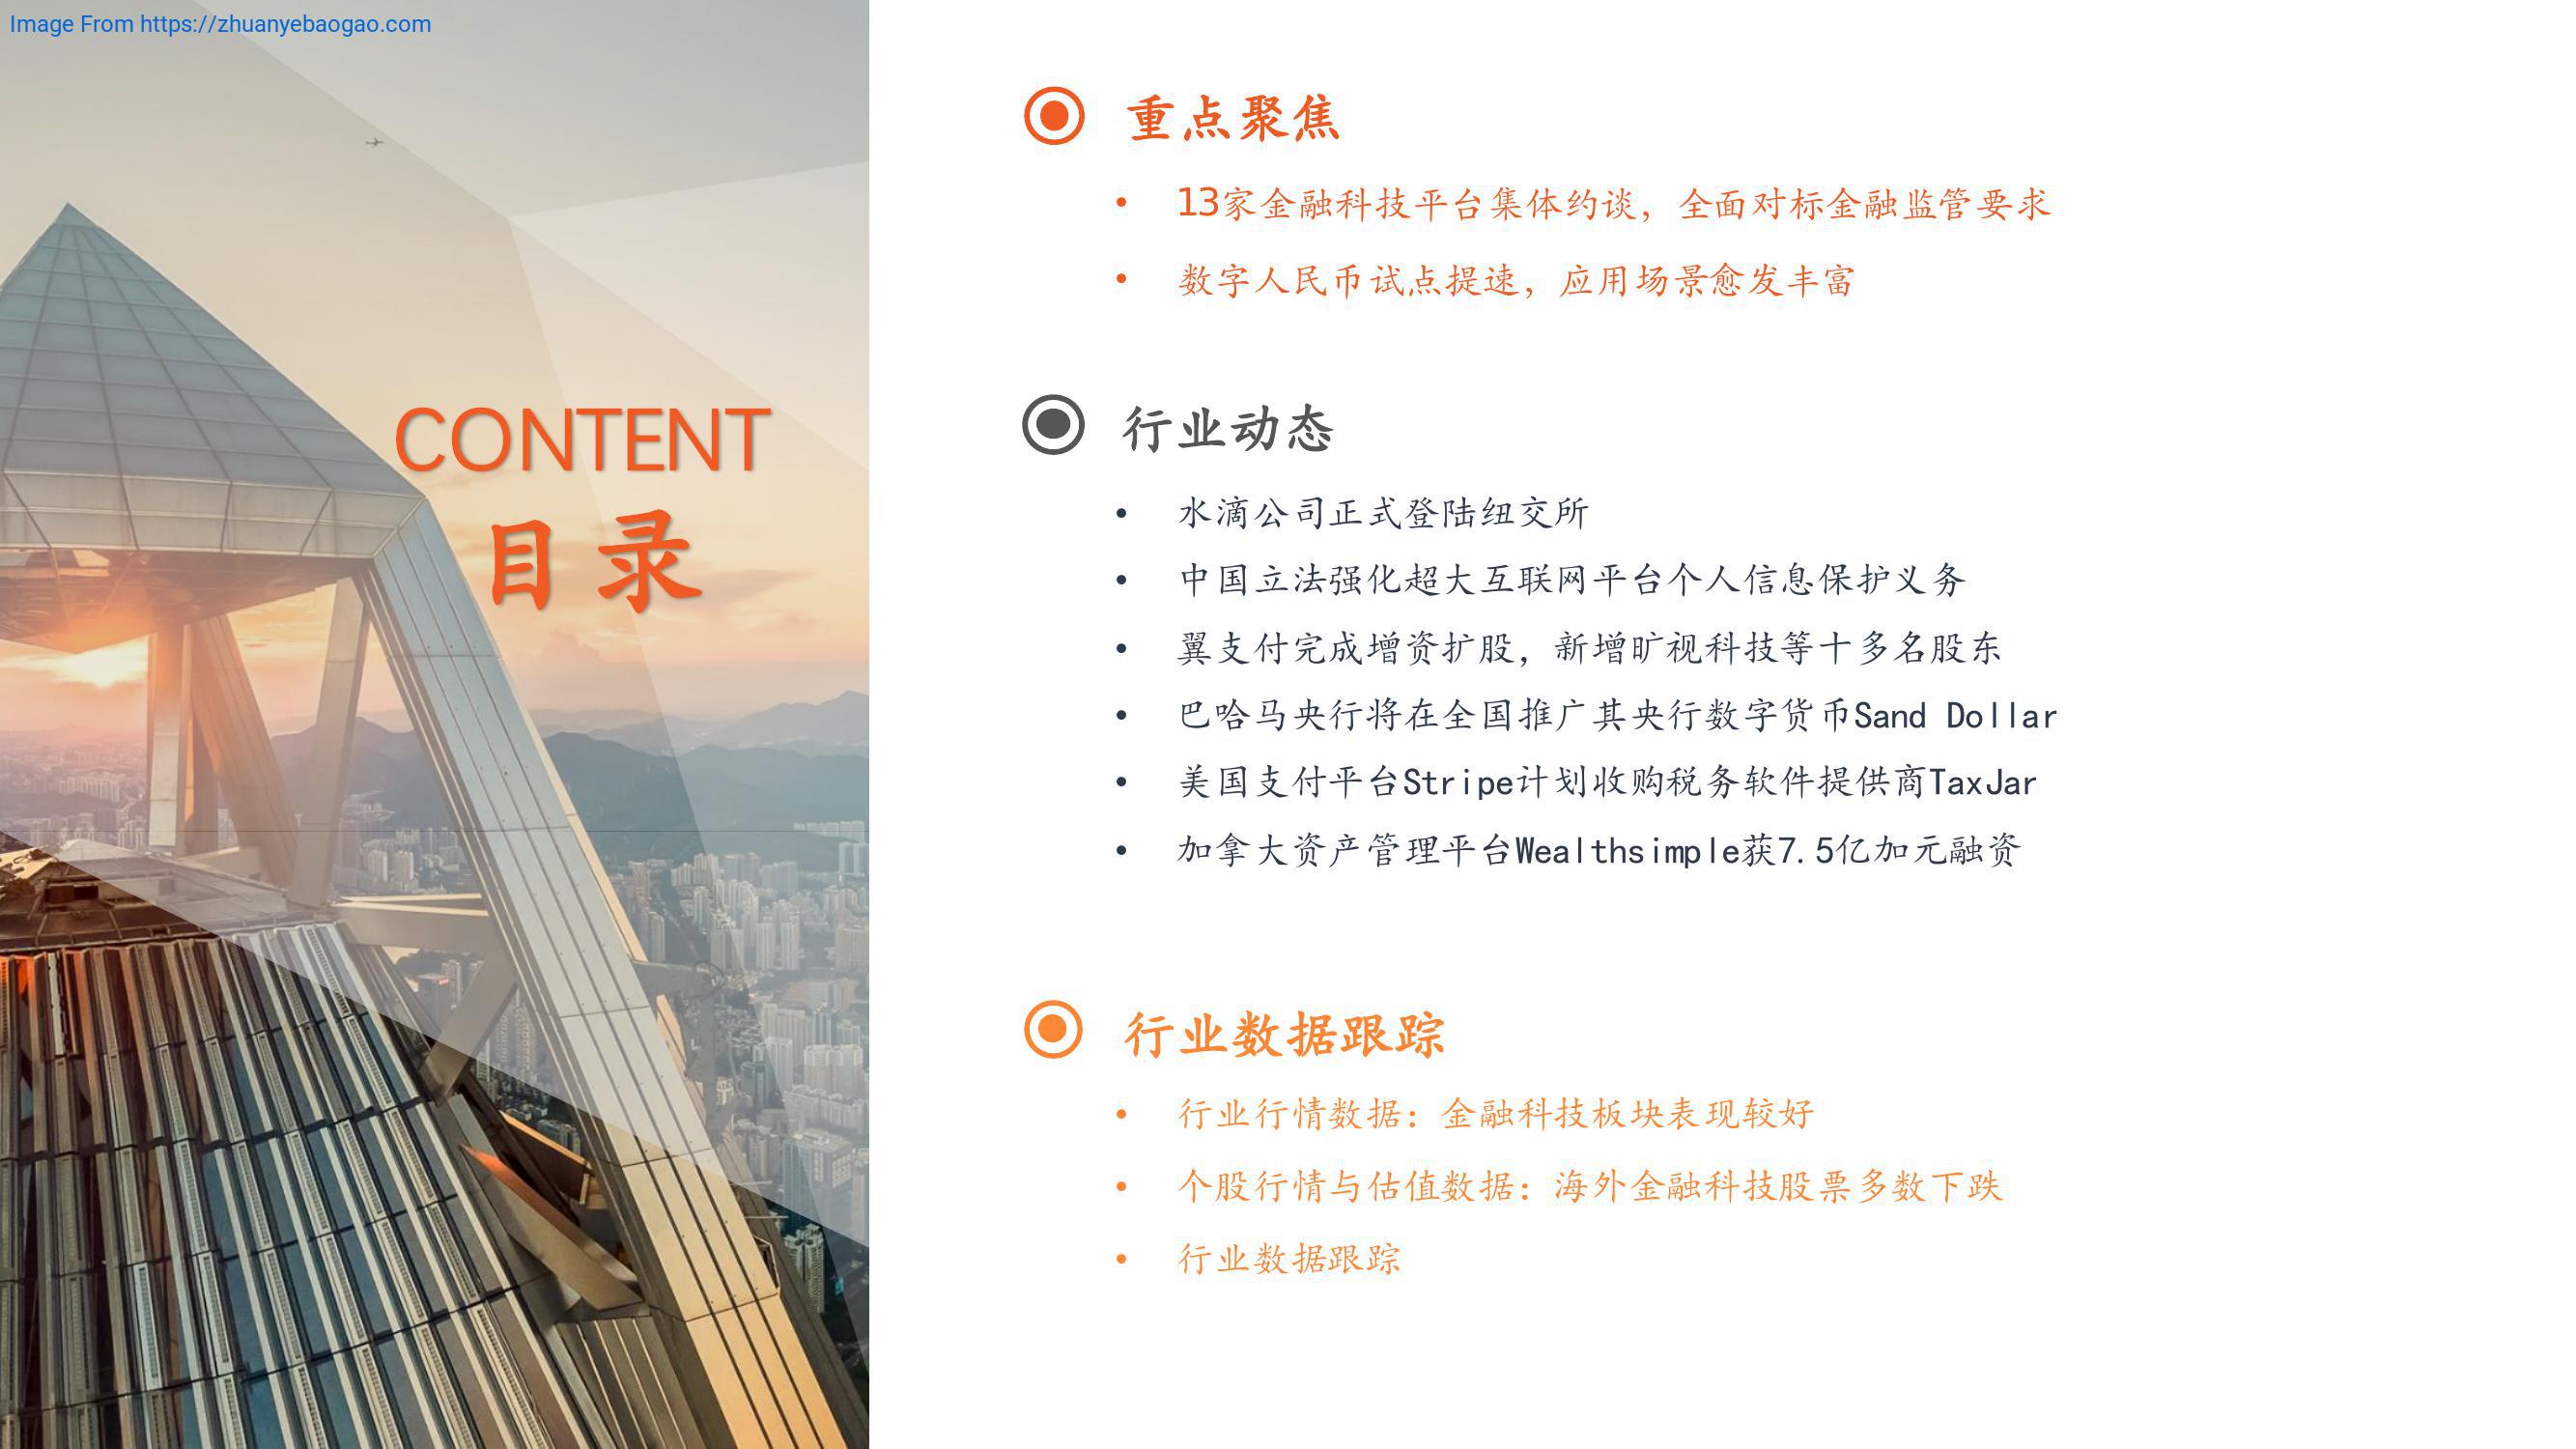 Image From https://zhuanyebaogao.com
CONTENT
目录
重点聚焦
• 13家金融科技平台集体约谈，全面对标金融监管要求
• 数字人民币试点提速，应用场景愈发丰富
行业动态
• 水滴公司正式登陆纽交所
• 中国立法强化超大互联网平台个人信息保护义务
• 翼支付完成增资扩股，新增旷视科技等十多名股东
• 巴哈马央行将在全国推广其央行数字货币Sand Dollar
• 美国支付平台Stripe计划收购税务软件提供商TaxJar
• 加拿大资产管理平台Wealthsimple获7.5亿加元融资
行业数据跟踪
• 行业行情数据：金融科技板块表现较好
• 个股行情与估值数据：海外金融科技股票多数下跌
• 行业数据跟踪